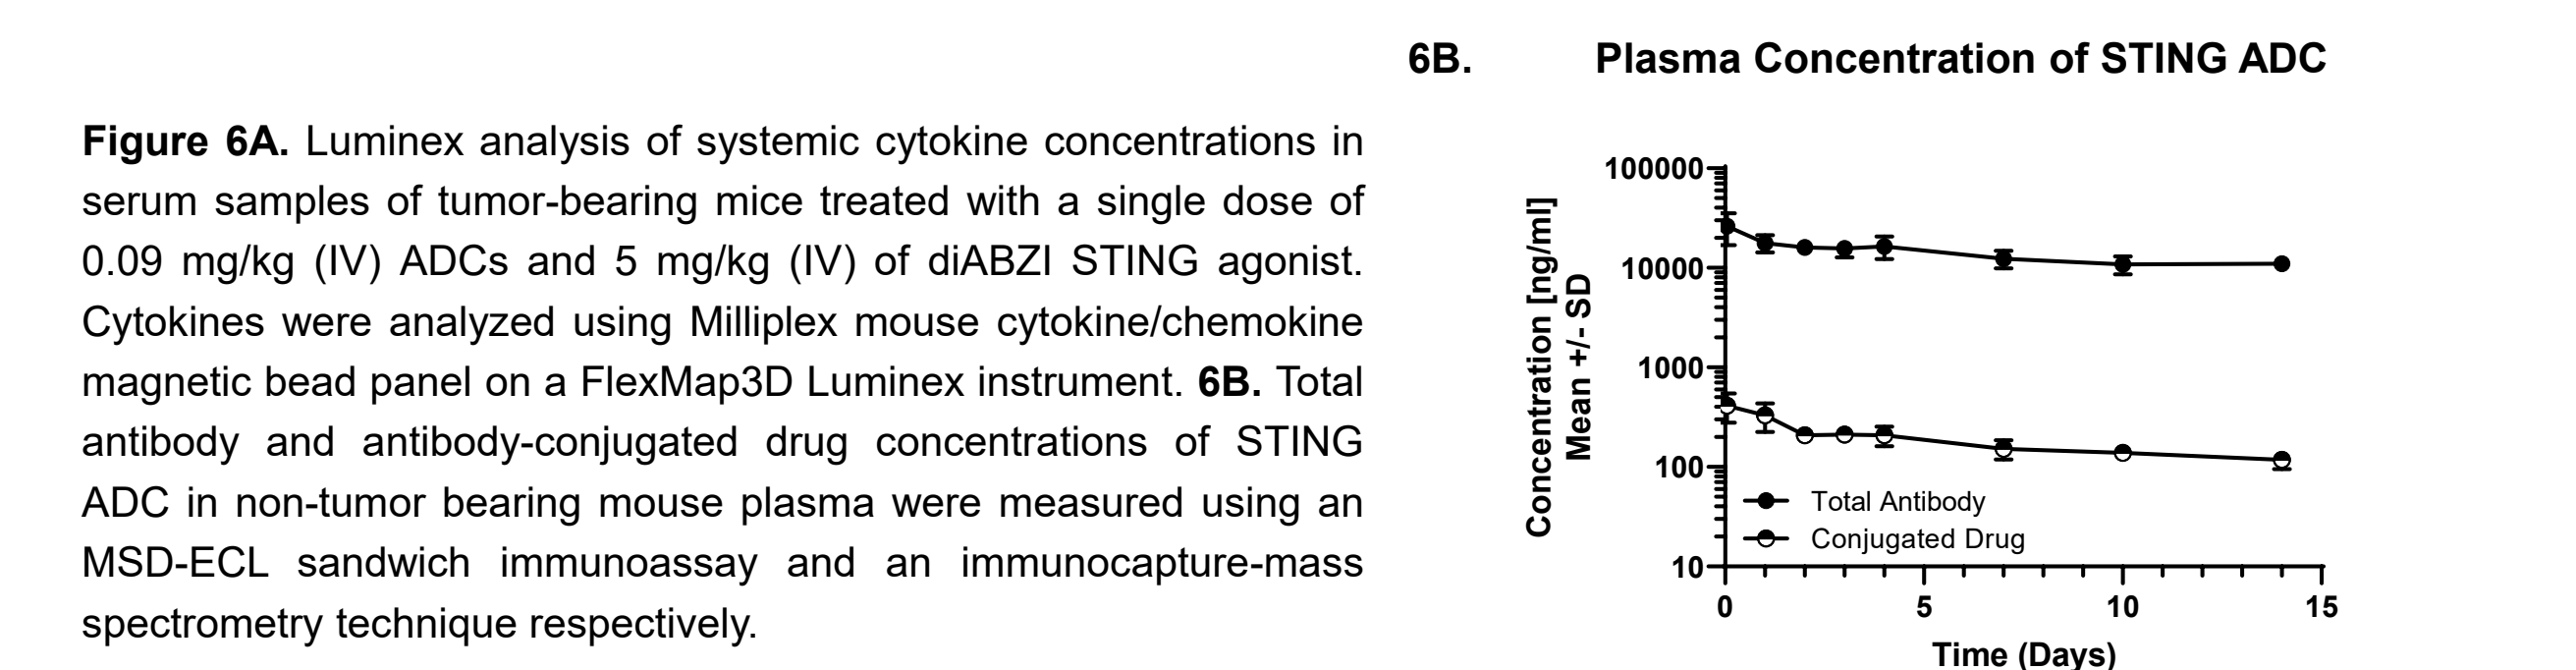 Figure 6A. Luminex analysis of systemic cytokine concentrations in
serum samples of tumor-bearing mice treated with a single dose of
0.09 mg/kg (IV) ADCs and 5 mg/kg (IV) of diABZI STING agonist.
Cytokines were analyzed using Milliplex mouse cytokine/chemokine
magnetic bead panel on a FlexMap3D Luminex instrument. 6B. Total
antibody and antibody-conjugated drug concentrations of STING
ADC in non-tumor bearing mouse plasma were measured using an
MSD-ECL sandwich immunoassay and an immunocapture-mass
spectrometry technique respectively.
6B.
Plasma Concentration of STING ADC
Concentration [ng/ml]
Mean +/- SD
100000
10000
1000
100
10
Total Antibody
Conjugated Drug
0 5 10 15
Time (Days)